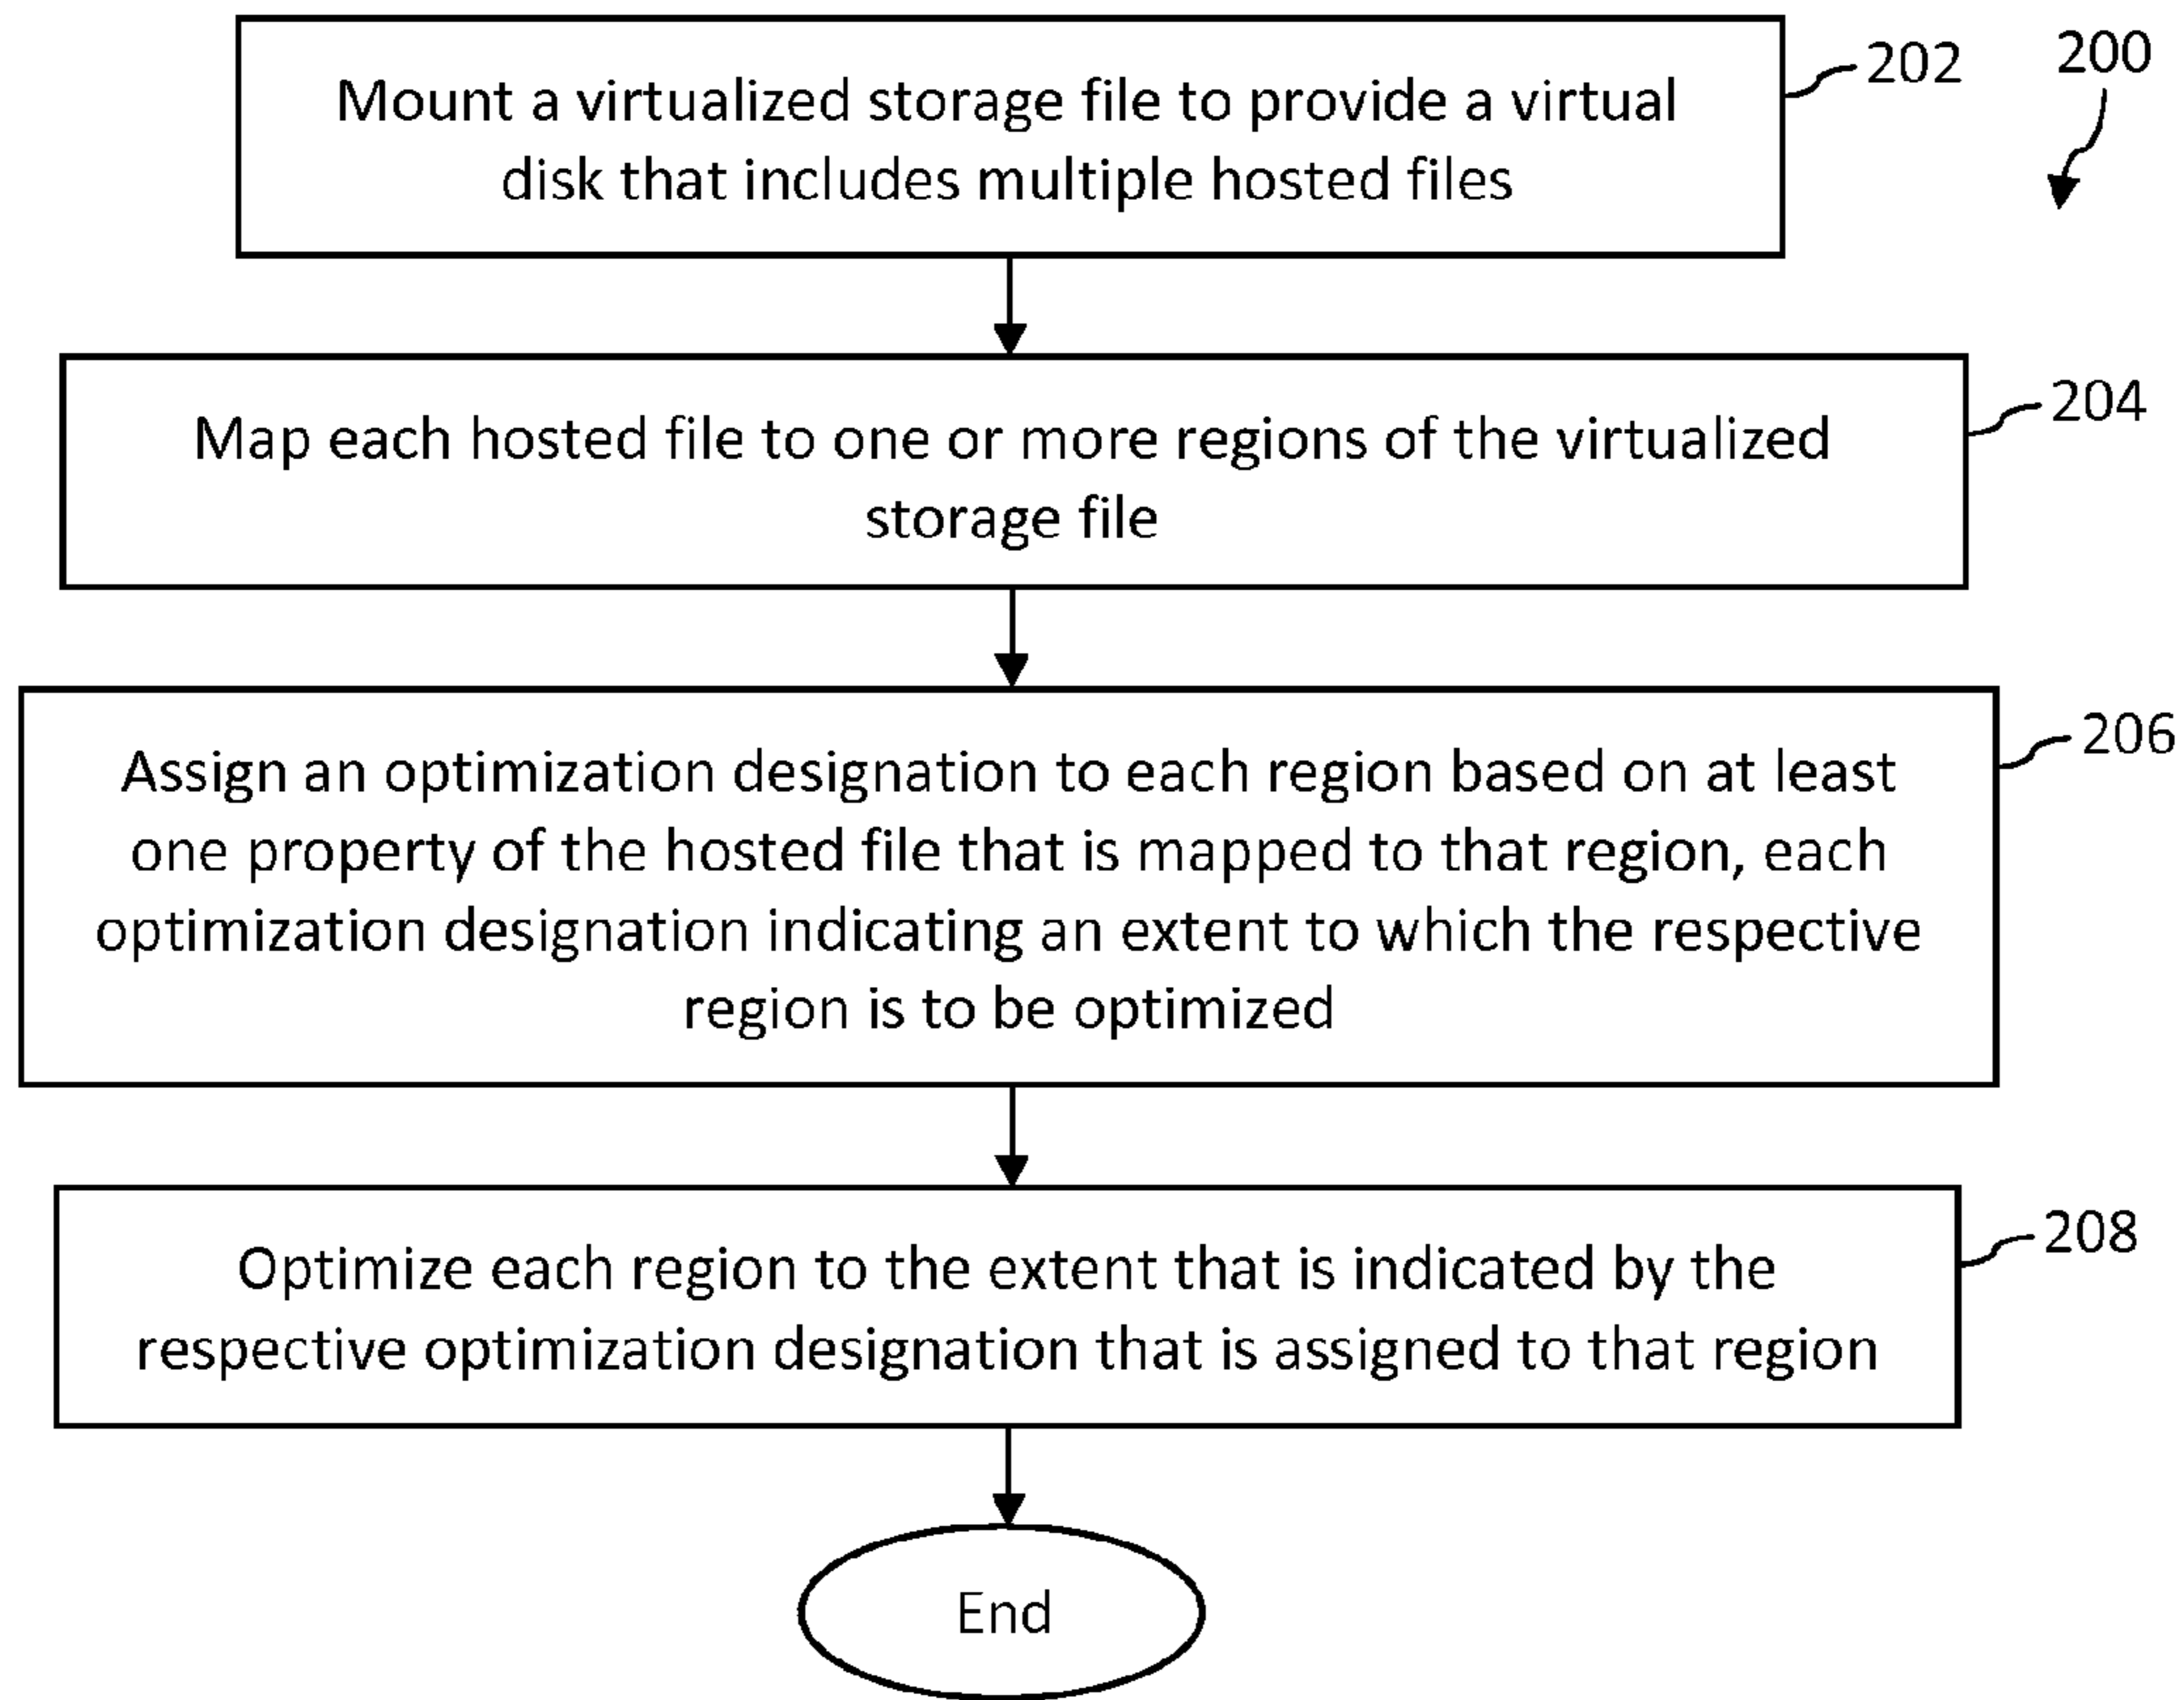 Mount a virtualized storage file to provide a virtual
disk that includes multiple hosted files
202
200
Map each hosted file to one or more regions of the virtualized
storage file
204
Assign an optimization designation to each region based on at least
one property of the hosted file that is mapped to that region, each
optimization designation indicating an extent to which the respective
region is to be optimized
206
Optimize each region to the extent that is indicated by the
respective optimization designation that is assigned to that region
208
End